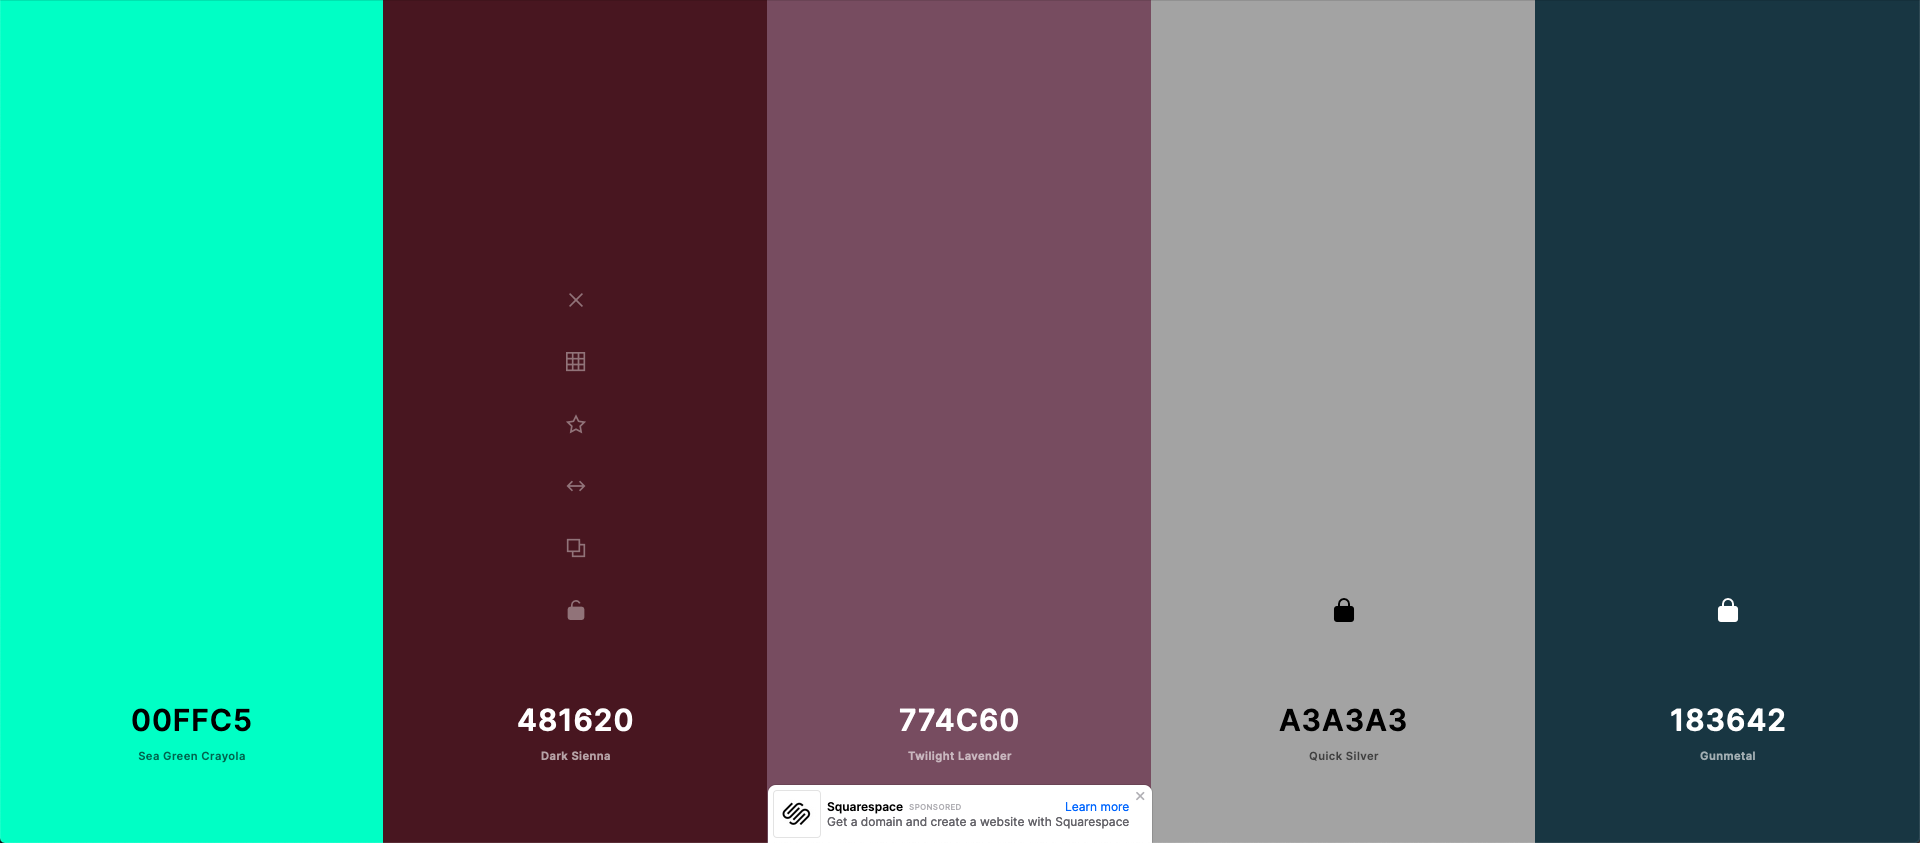 00FFC5
Sea Green Crayola
481620
Dark Sienna
774C60
Twilight Lavender
A3A3A3
Quick Silver
183642
Gunmetal
Squarespace SPONSORED Learn more
Get a domain and create a website with Squarespace